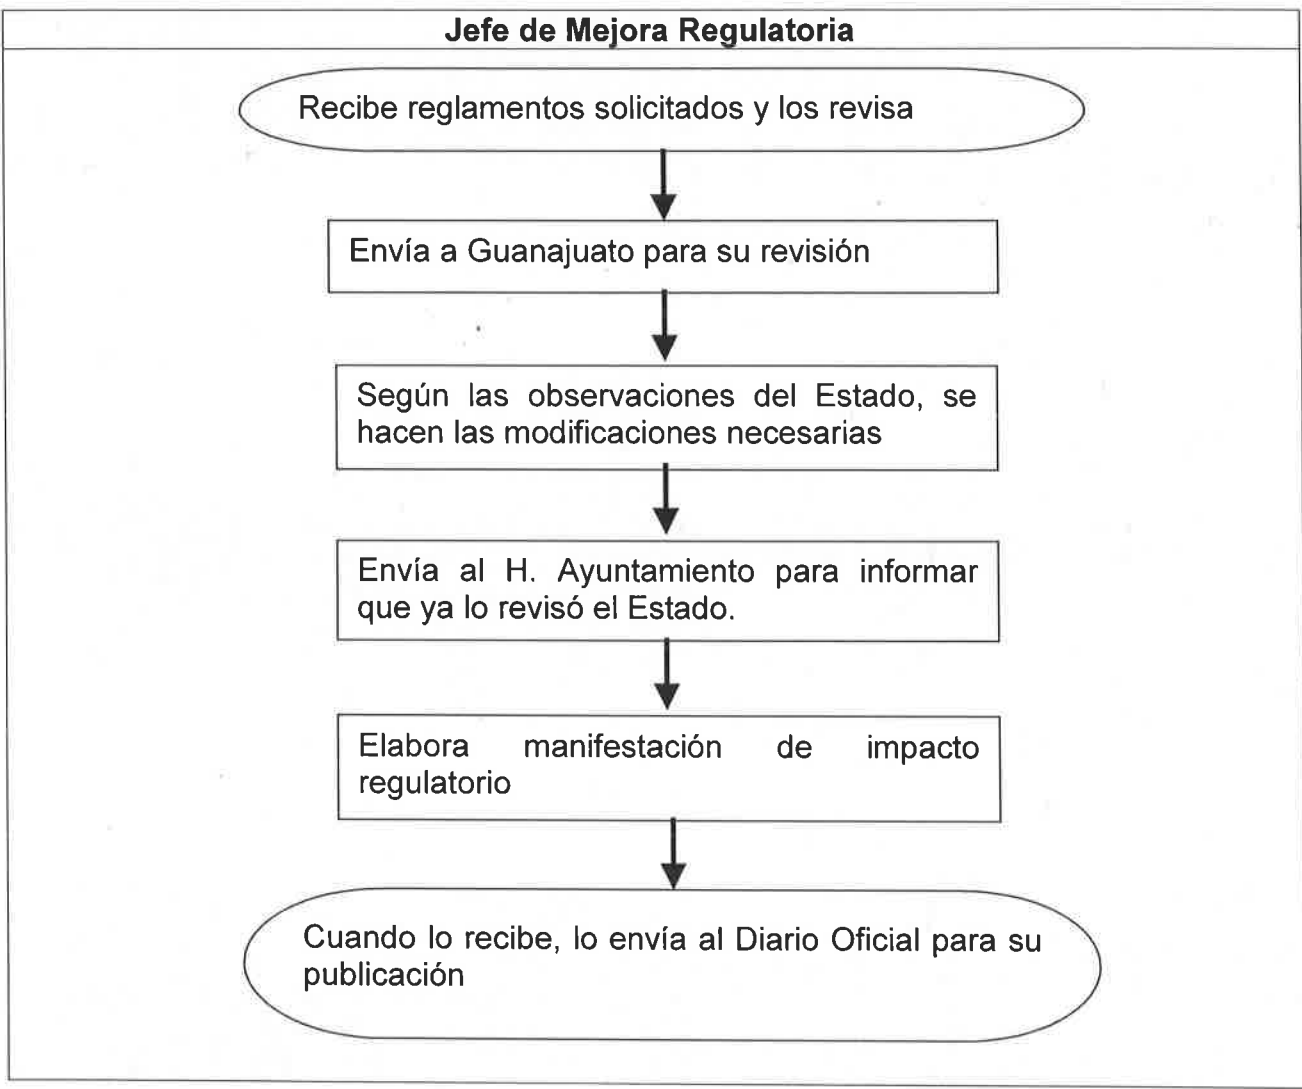 Jefe de Mejora Regulatoria
Recibe reglamentos solicitados y los revisa
Envía a Guanajuato para su revisión
Según las observaciones del Estado, se
hacen las modificaciones necesarias
Envía al H. Ayuntamiento para informar
que ya lo revisó el Estado.
Elabora manifestación de impacto
regulatorio
Cuando lo recibe, lo envía al Diario Oficial para su
publicación